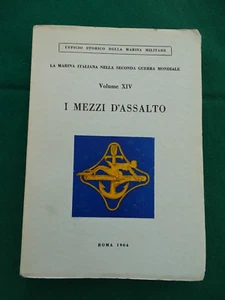 UFFICIO STORICO DELLA MARINA MILITARE
LA MARINA ITALIANA NELLA SECONDA GUERRA MONDIALE
Volume XIV
I MEZZI D'ASSALTO
ROMA 1964